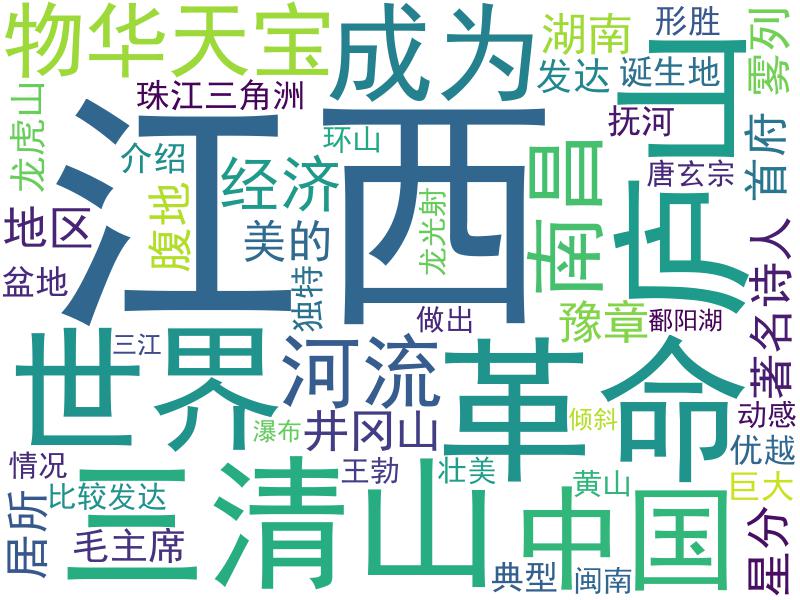 物华天宝
成为
湖南
形胜
雾列
发达
诞生地
庐山
珠江三角洲
龙虎山
江西
环山
抚河
首府
介绍
经济
南昌
唐玄宗
腹地
龙光射
地区
美的
著名诗人
盆地
独特
做出
豫章
鄱阳湖
世界
三江
河流
革命
瀑布
井冈山
倾斜
动感
优越
情况
三清山
王勃
壮美
黄山
巨大
居所
比较发达
中国
星分
毛主席
典型
闽南